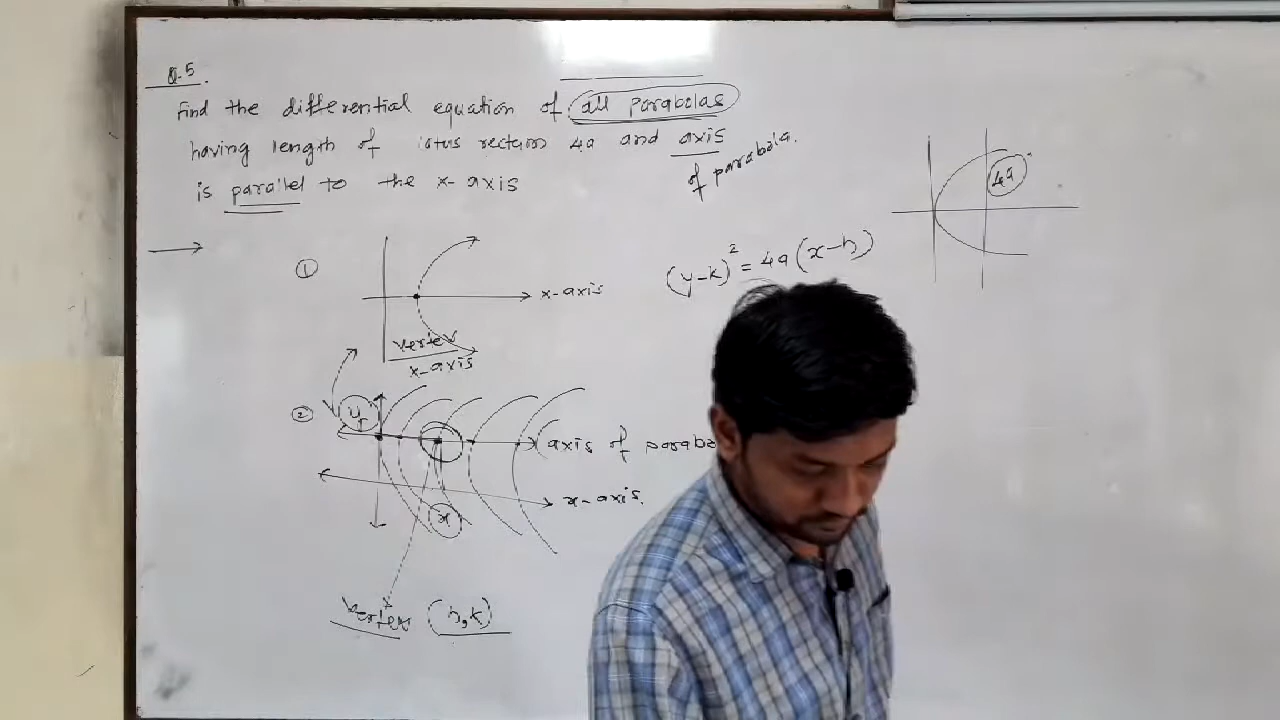 Q.5.
Find the differential equation of all parabolas
having length of latus rectum 4a and axis
of parabola.
is parallel to the x-axis
4a
①
x-axis
(y-k)² = 4a(x-h)
vertex
x-axis
②
y
(axis of parabo
x-axis.
x
vertex (h,k)